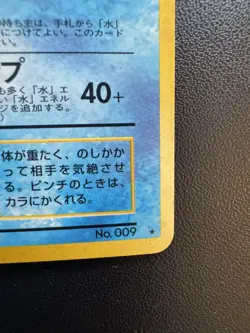 持ち主は、手札から「水」
につけてよい。このカード
プ
も多く「水」エ
い「水」エネル
ジを追加する。
40+
体が重たく、のしかか
って相手を気絶させ
る。ピンチのときは、
カラにかくれる。
No. 009